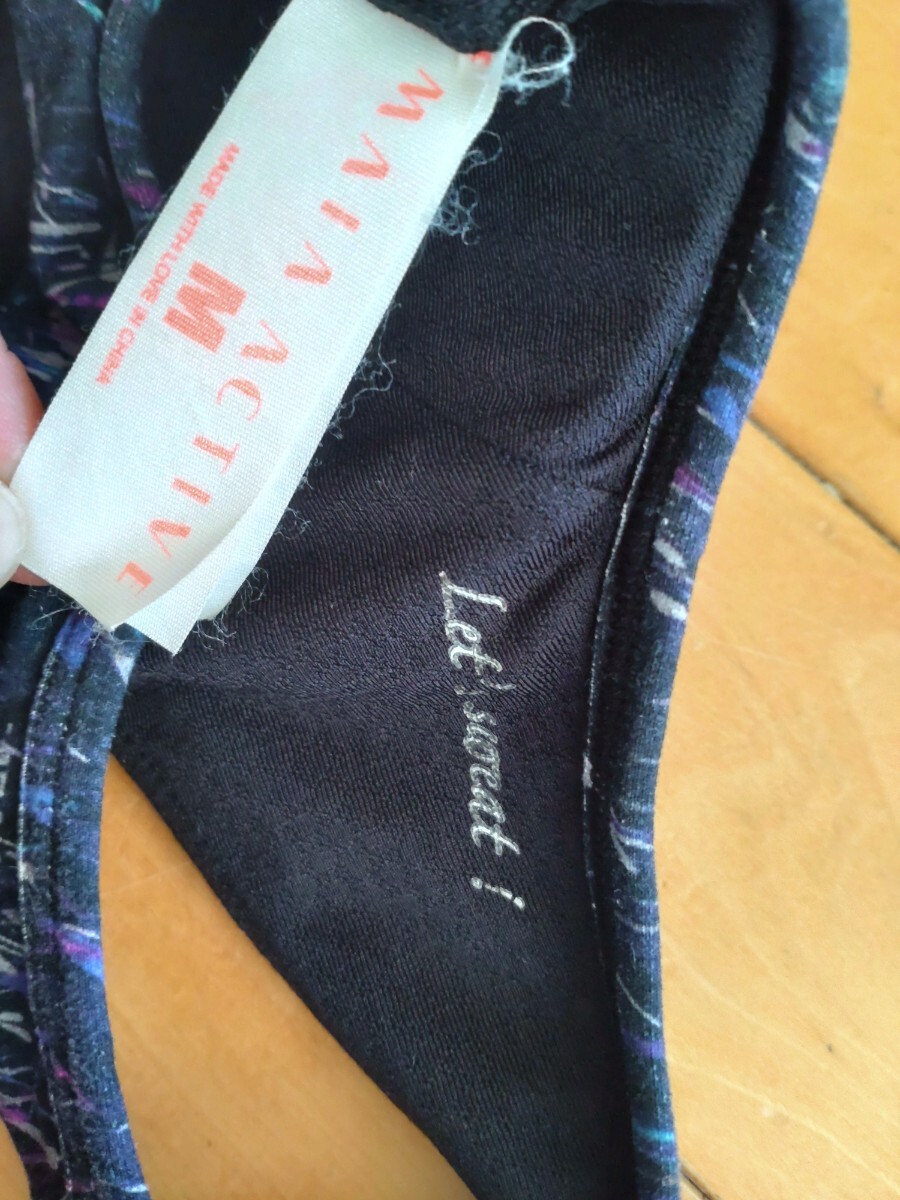 MAIA ACTIVE
M
MADE WITH LOVE IN CHINA
Let's sweat !